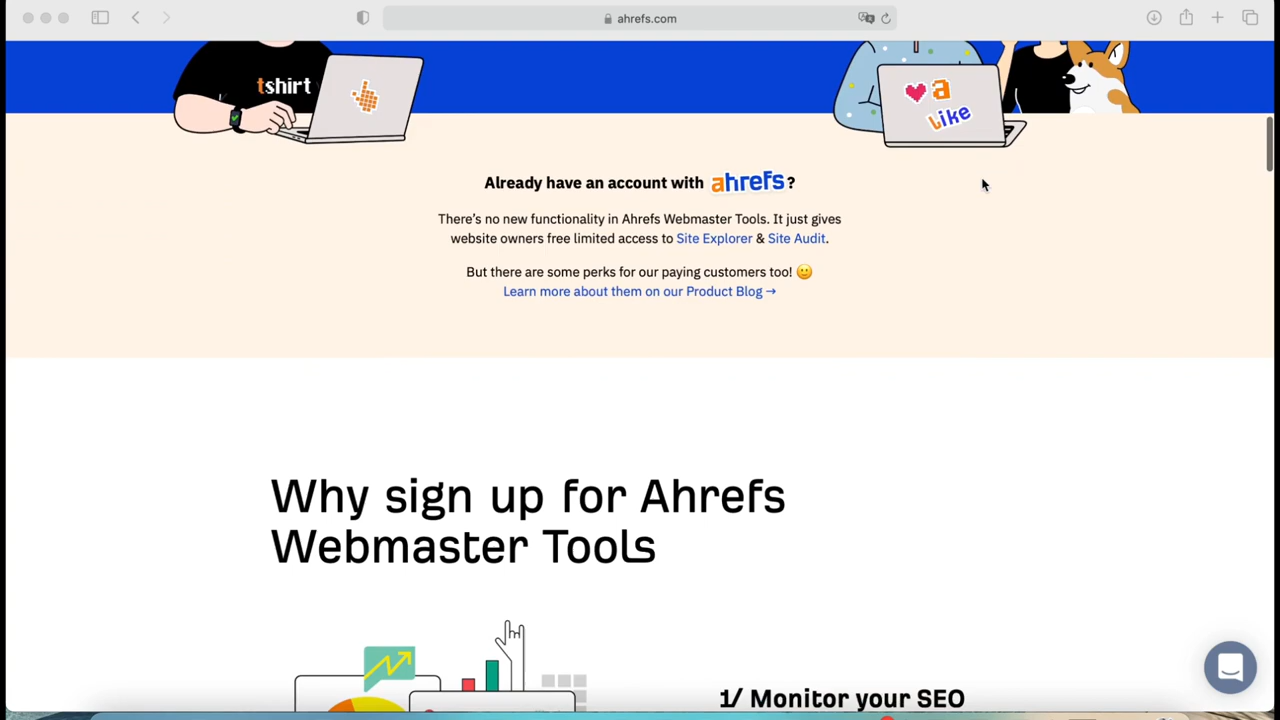 ahrefs.com
tshirt
a
like
Already have an account with ahrefs?
There's no new functionality in Ahrefs Webmaster Tools. It just gives
website owners free limited access to Site Explorer & Site Audit.
But there are some perks for our paying customers too! 🙂
Learn more about them on our Product Blog →
Why sign up for Ahrefs
Webmaster Tools
1/ Monitor your SEO